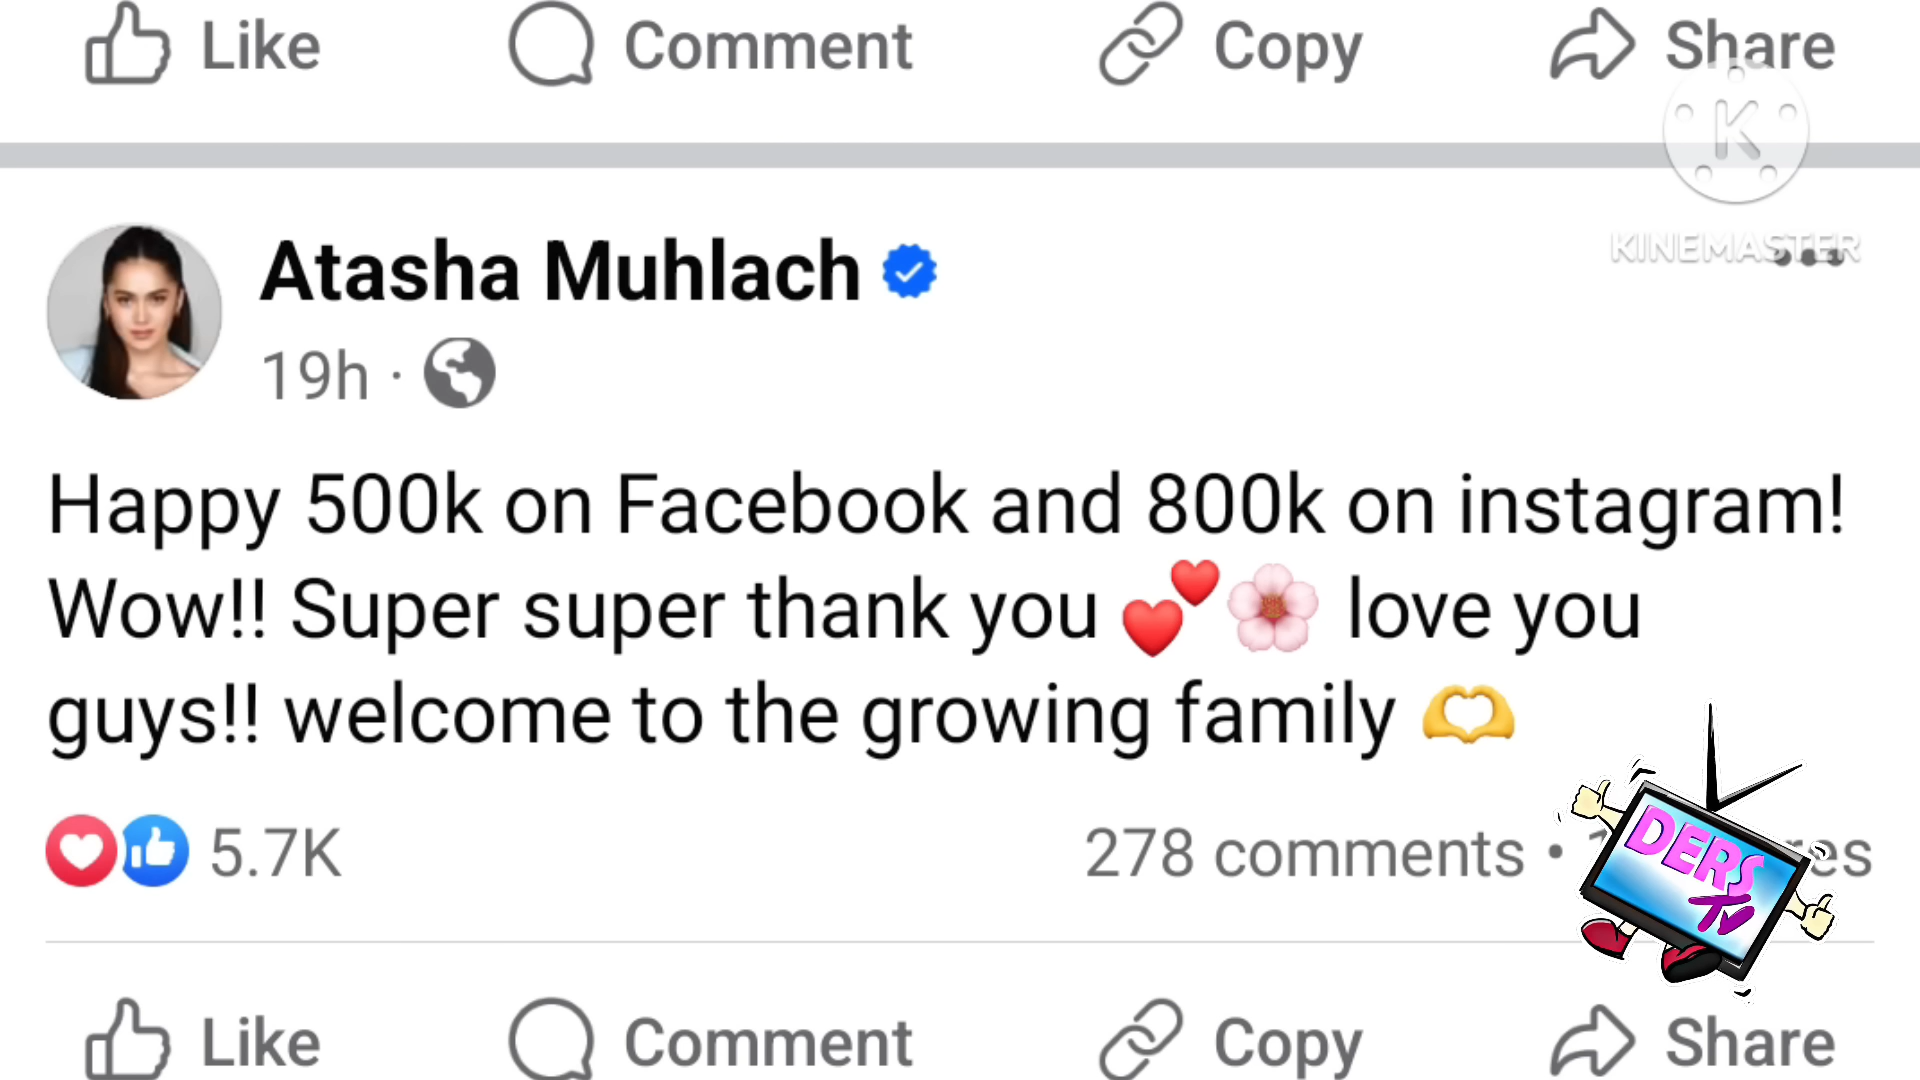 Like Comment Copy Share
K
KINEMASTER
Atasha Muhlach
19h ·
Happy 500k on Facebook and 800k on instagram!
Wow!! Super super thank you 💕🌸 love you
guys!! welcome to the growing family 🫶
5.7K 278 comments •
DERS
TV
Like Comment Copy Share